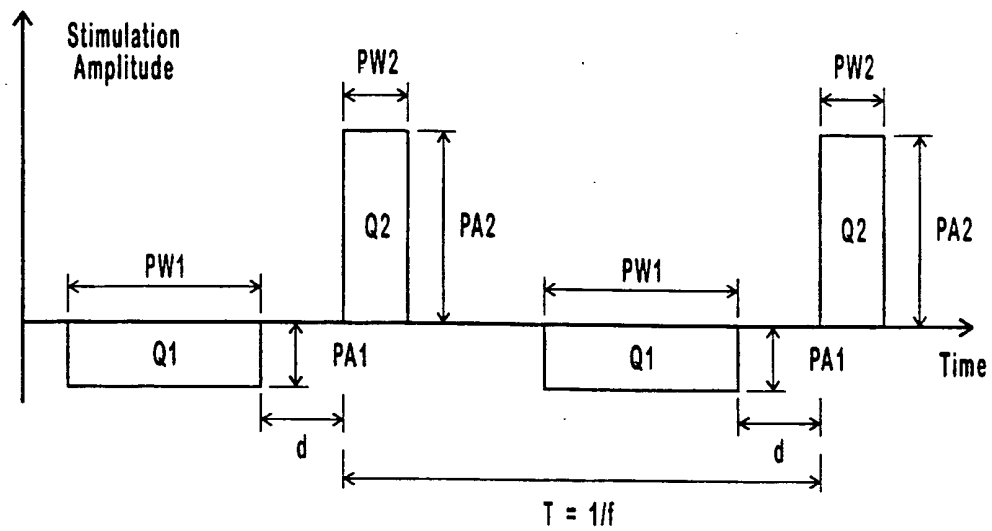 Stimulation
Amplitude
PW2
PW2
Q2
PA2
Q2
PA2
PW1
PW1
Q1
PA1
Q1
PA1
Time
d
d
T = 1/f